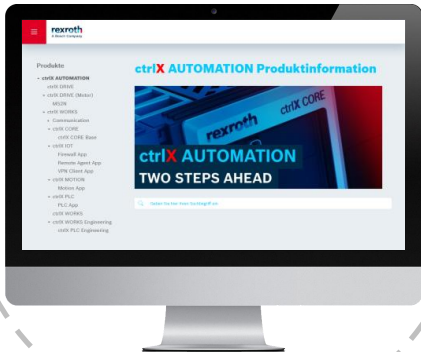 rexroth
A Bosch Company
Produkte
ctrlX AUTOMATION
ctrlX DRIVE
ctrlX DRIVE (Motor)
MS2N
ctrlX WORKS
Communication
ctrlX CORE
ctrlX CORE Basis
ctrlX IOT
Firewall App
Remote Agent App
VPN Client App
ctrlX MOTION
Motion App
ctrlX PLC
PLC App
ctrlX WORKS
ctrlX WORKS Engineering
ctrlX PLC Engineering
ctrlX AUTOMATION Produktinformation
rexroth
ctrlX CORE
ctrlX AUTOMATION
TWO STEPS AHEAD